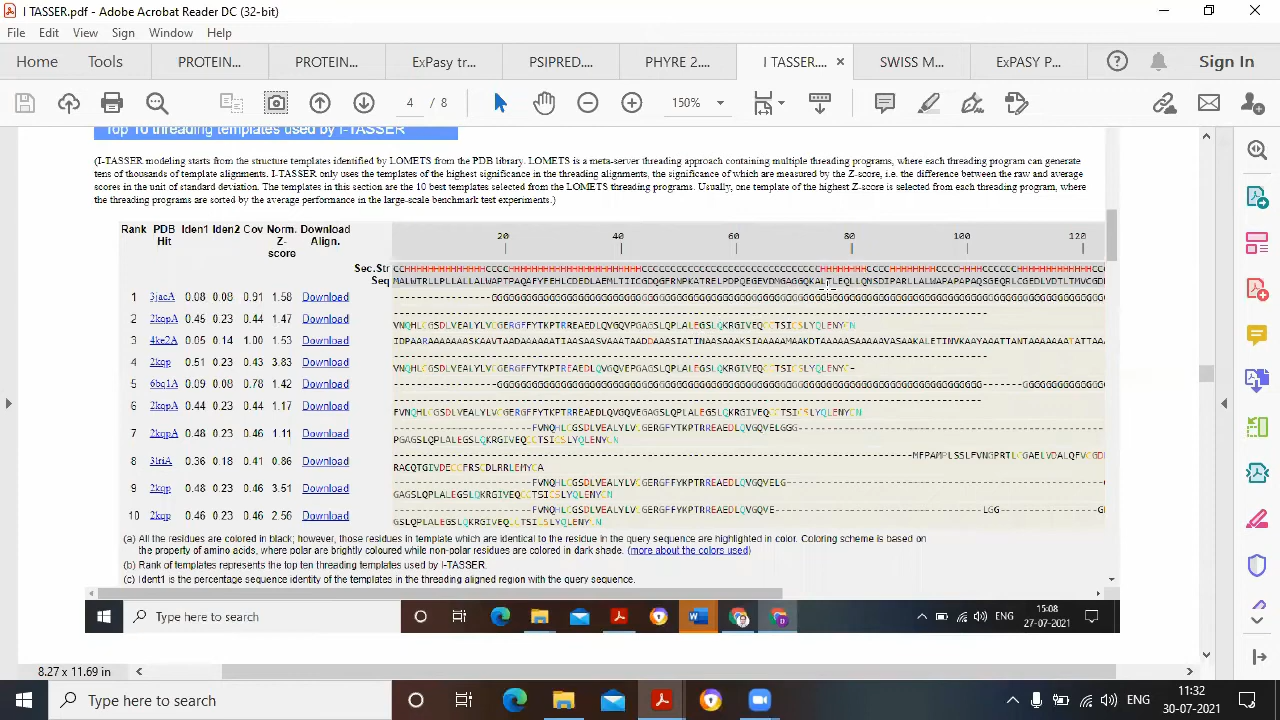 I TASSER.pdf - Adobe Acrobat Reader DC (32-bit)
File Edit View Sign Window Help
Home Tools PROTEIN... PROTEIN... ExPasy tr... PSIPRED.... PHYRE 2.... I TASSER.... SWISS M... ExPASY P... Sign In
4 / 8 150%
Top 10 threading templates used by I-TASSER
(I-TASSER modeling starts from the structure templates identified by LOMETS from the PDB library. LOMETS is a meta-server threading approach containing multiple threading programs, where each threading program can generate
tens of thousands of template alignments. I-TASSER only uses the templates of the highest significance in the threading alignments, the significance of which are measured by the Z-score, i.e. the difference between the raw and average
scores in the unit of standard deviation. The templates in this section are the 10 best templates selected from the LOMETS threading programs. Usually, one template of the highest Z-score is selected from each threading program, where
the threading programs are sorted by the average performance in the large-scale benchmark test experiments.)
Rank PDB Hit Iden1 Iden2 Cov Norm. Z-score Download Align.
20 40 60 80 100 120
Sec.Str
Seq
1 3jacA 0.08 0.08 0.91 1.58 Download
2 2kqpA 0.45 0.23 0.44 1.47 Download
VNQHLCGSDLVEALYLVCGERGFFYTKPTRREAEDLQVGQVPGAGSLQPLALEGSLQKRGIVEQCCTSICSLYQLENYCN
3 4ke2A 0.05 0.14 1.00 1.53 Download
4 2kqp 0.51 0.23 0.43 3.83 Download
5 6bq1A 0.09 0.08 0.78 1.42 Download
6 2kqpA 0.44 0.23 0.44 1.17 Download
7 2kqpA 0.48 0.23 0.46 1.11 Download
PGAGSLQPLALEGSLQKRGIVEQCCTSICSLYQLENYCN
8 3triA 0.36 0.18 0.41 0.86 Download
RACQTGIVDECCFRSCDLRRLEMYCA
9 2kqp 0.48 0.23 0.46 3.51 Download
GAGSLQPLALEGSLQKRGIVEQCCTSICSLYQLENYCN
10 2kqp 0.46 0.23 0.46 2.56 Download
GSLQPLALEGSLQKRGIVEQCCTSICSLYQLENYCN
(a) All the residues are colored in black; however, those residues in template which are identical to the residue in the query sequence are highlighted in color. Coloring scheme is based on
the property of amino acids, where polar are brightly coloured while non-polar residues are colored in dark shade. (more about the colors used)
(b) Rank of templates represents the top ten threading templates used by I-TASSER.
(c) Ident1 is the percentage sequence identity of the templates in the threading aligned region with the query sequence.
Type here to search ENG 15:08
27-07-2021
8.27 x 11.69 in
Type here to search ENG 11:32
30-07-2021